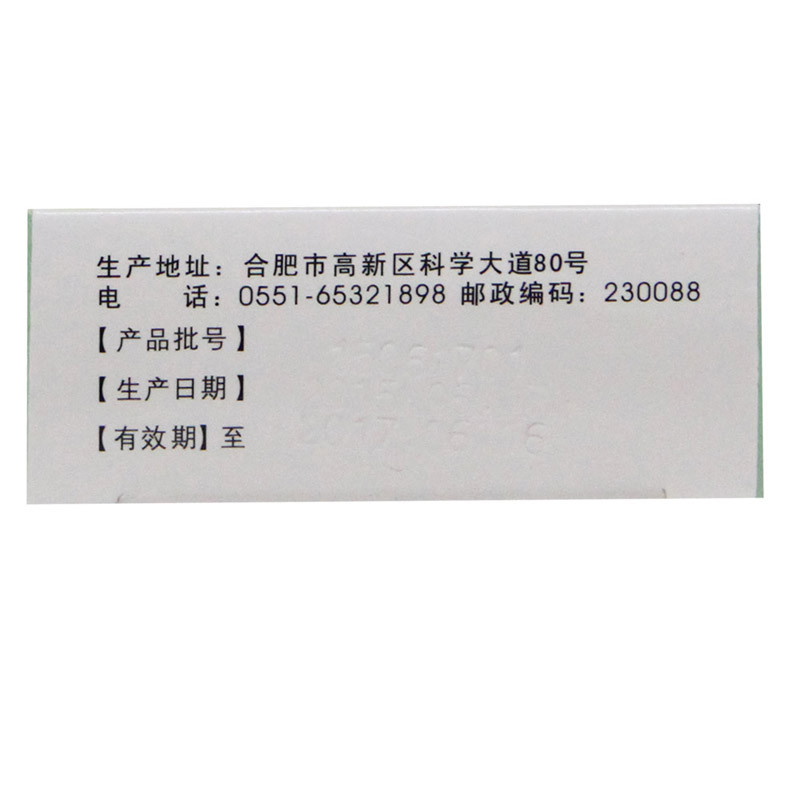 生产地址：合肥市高新区科学大道80号
电　　话：0551-65321898 邮政编码：230088
【产品批号】
【生产日期】
【有效期】至 2017